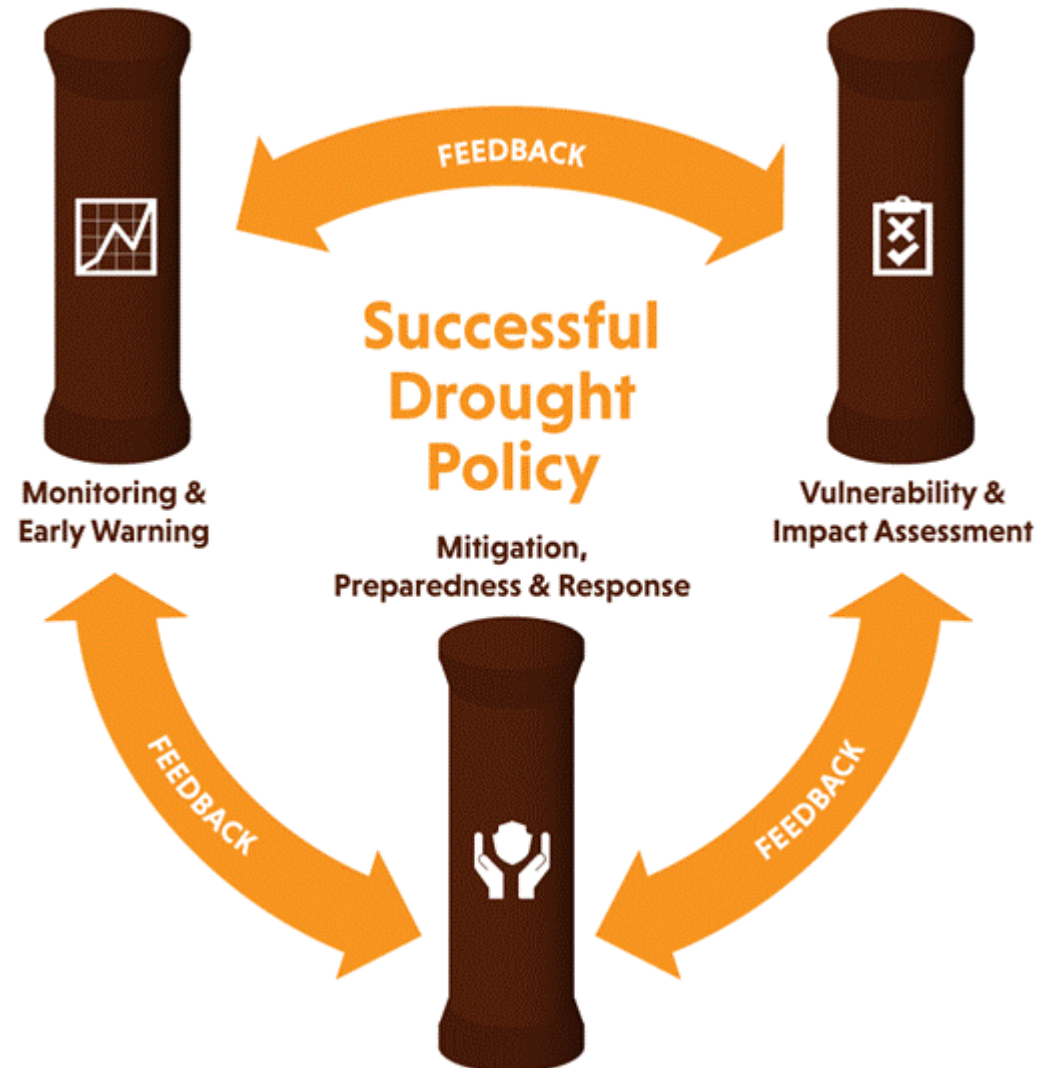 FEEDBACK
Successful
Drought
Policy
Monitoring &
Early Warning
Vulnerability &
Impact Assessment
Mitigation,
Preparedness & Response
FEEDBACK
FEEDBACK